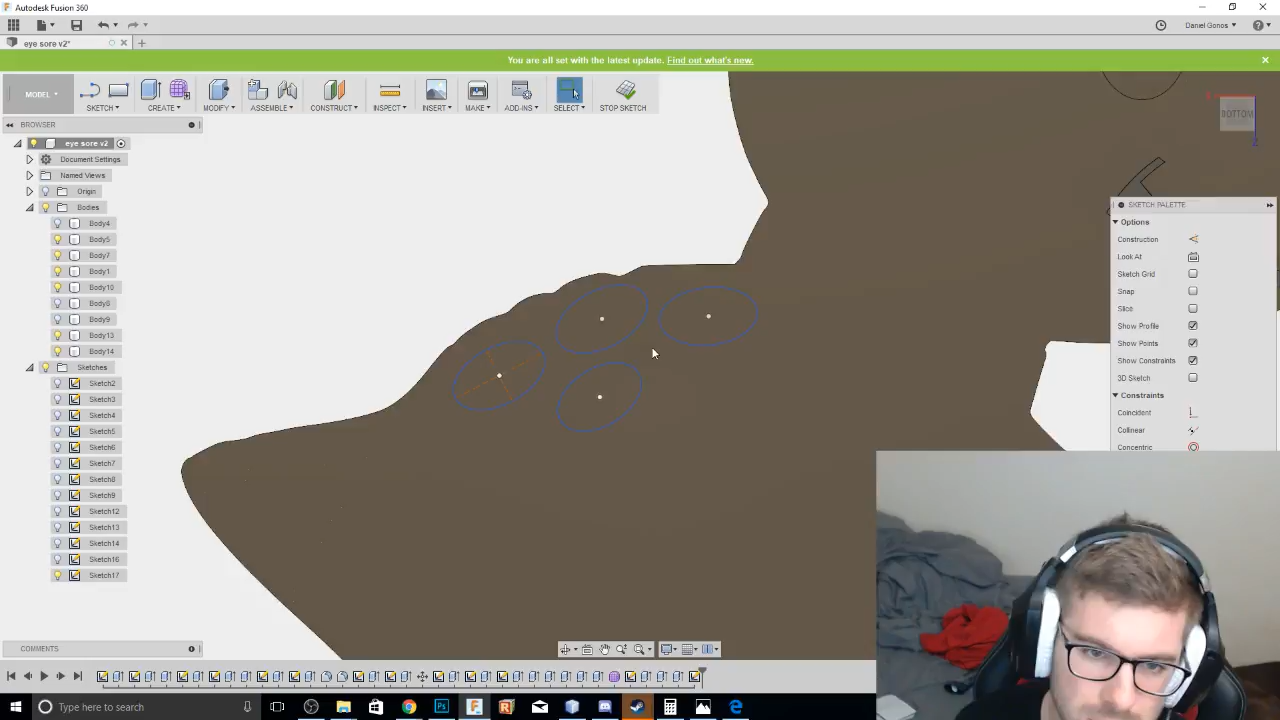 Autodesk Fusion 360
Daniel Gonos
eye sore v2*
You are all set with the latest update. Find out what's new.
MODEL
SKETCH
CREATE
MODIFY
ASSEMBLE
CONSTRUCT
INSPECT
INSERT
MAKE
ADD-INS
SELECT
STOP SKETCH
BROWSER
BOTTOM
Z
eye sore v2
Document Settings
Named Views
Origin
Bodies
Body4
Body5
Body7
Body1
Body10
Body8
Body9
Body13
Body14
Sketches
Sketch2
Sketch3
Sketch4
Sketch5
Sketch6
Sketch7
Sketch8
Sketch9
Sketch12
Sketch13
Sketch14
Sketch16
Sketch17
SKETCH PALETTE
Options
Construction
Look At
Sketch Grid
Snap
Slice
Show Profile
Show Points
Show Constraints
3D Sketch
Constraints
Coincident
Collinear
Concentric
COMMENTS
Type here to search